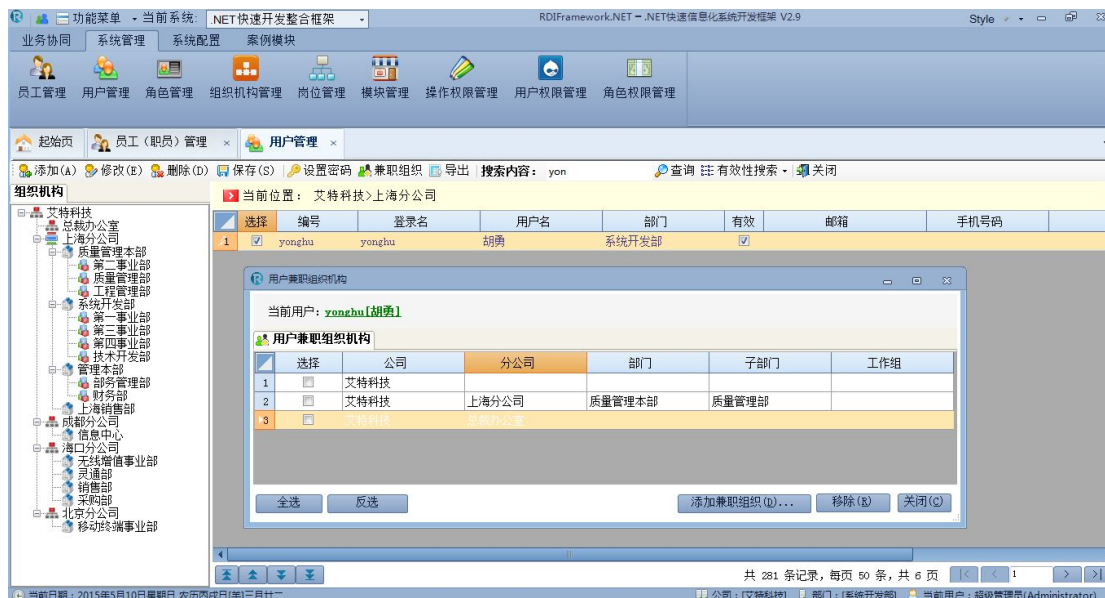 功能菜单 当前系统: .NET快速开发整合框架 RDIFramework.NET━.NET快速信息化系统开发框架 V2.9 Style
业务协同 系统管理 系统配置 案例模块
员工管理 用户管理 角色管理 组织机构管理 岗位管理 模块管理 操作权限管理 用户权限管理 角色权限管理
起始页 员工（职员）管理 × 用户管理 ×
添加(A) 修改(E) 删除(D) 保存(S) 设置密码 兼职组织 导出 搜索内容: yon 查询 有效性搜索 关闭
组织机构
艾特科技
总裁办公室
上海分公司
质量管理本部
第二事业部
质量管理部
工程管理部
系统开发部
第一事业部
第三事业部
第四事业部
技术开发部
管理本部
部务管理部
财务部
上海销售部
成都分公司
信息中心
海口分公司
无线增值事业部
灵通部
销售部
采购部
北京分公司
移动终端事业部
当前位置: 艾特科技>上海分公司
选择 编号 登录名 用户名 部门 有效 邮箱 手机号码
1 yonghu yonghu 胡勇 系统开发部
用户兼职组织机构
当前用户: yonghu[胡勇]
用户兼职组织机构
选择 公司 分公司 部门 子部门 工作组
1 艾特科技
2 艾特科技 上海分公司 质量管理本部 质量管理部
3 艾特科技 总裁办公室
全选 反选 添加兼职组织(D)... 移除(R) 关闭(C)
共 281 条记录，每页 50 条，共 6 页 1
当前日期：2015年5月10日星期日 农历丙戌日[羊]三月廿二 公司：[艾特科技] 部门：[系统开发部] 当前用户：超级管理员(Administrator)